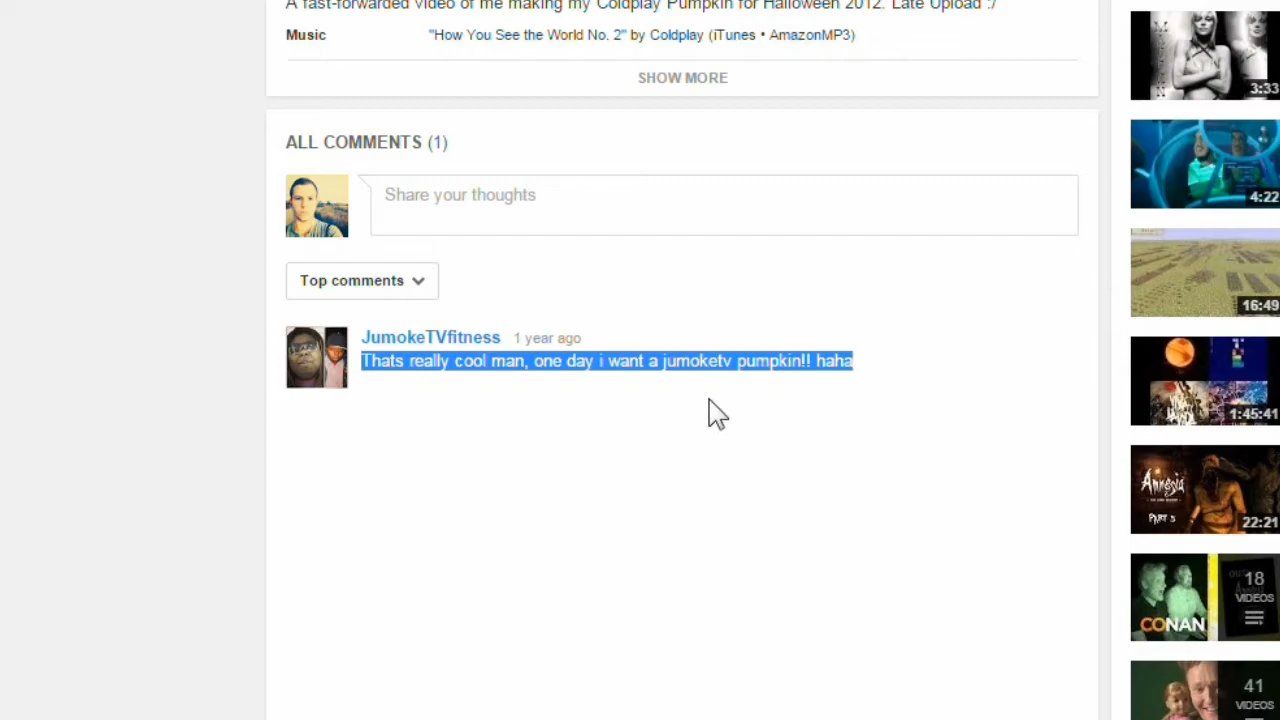 A fast-forwarded video of me making my Coldplay Pumpkin for Halloween 2012. Late Upload :/
Music "How You See the World No. 2" by Coldplay (iTunes • AmazonMP3)
SHOW MORE
ALL COMMENTS (1)
Share your thoughts
Top comments
JumokeTVfitness 1 year ago
Thats really cool man, one day i want a jumoketv pumpkin!! haha
3:33
4:22
16:49
1:45:41
Amnesia
PART 5
22:21
CONAN
18
VIDEOS
41
VIDEOS